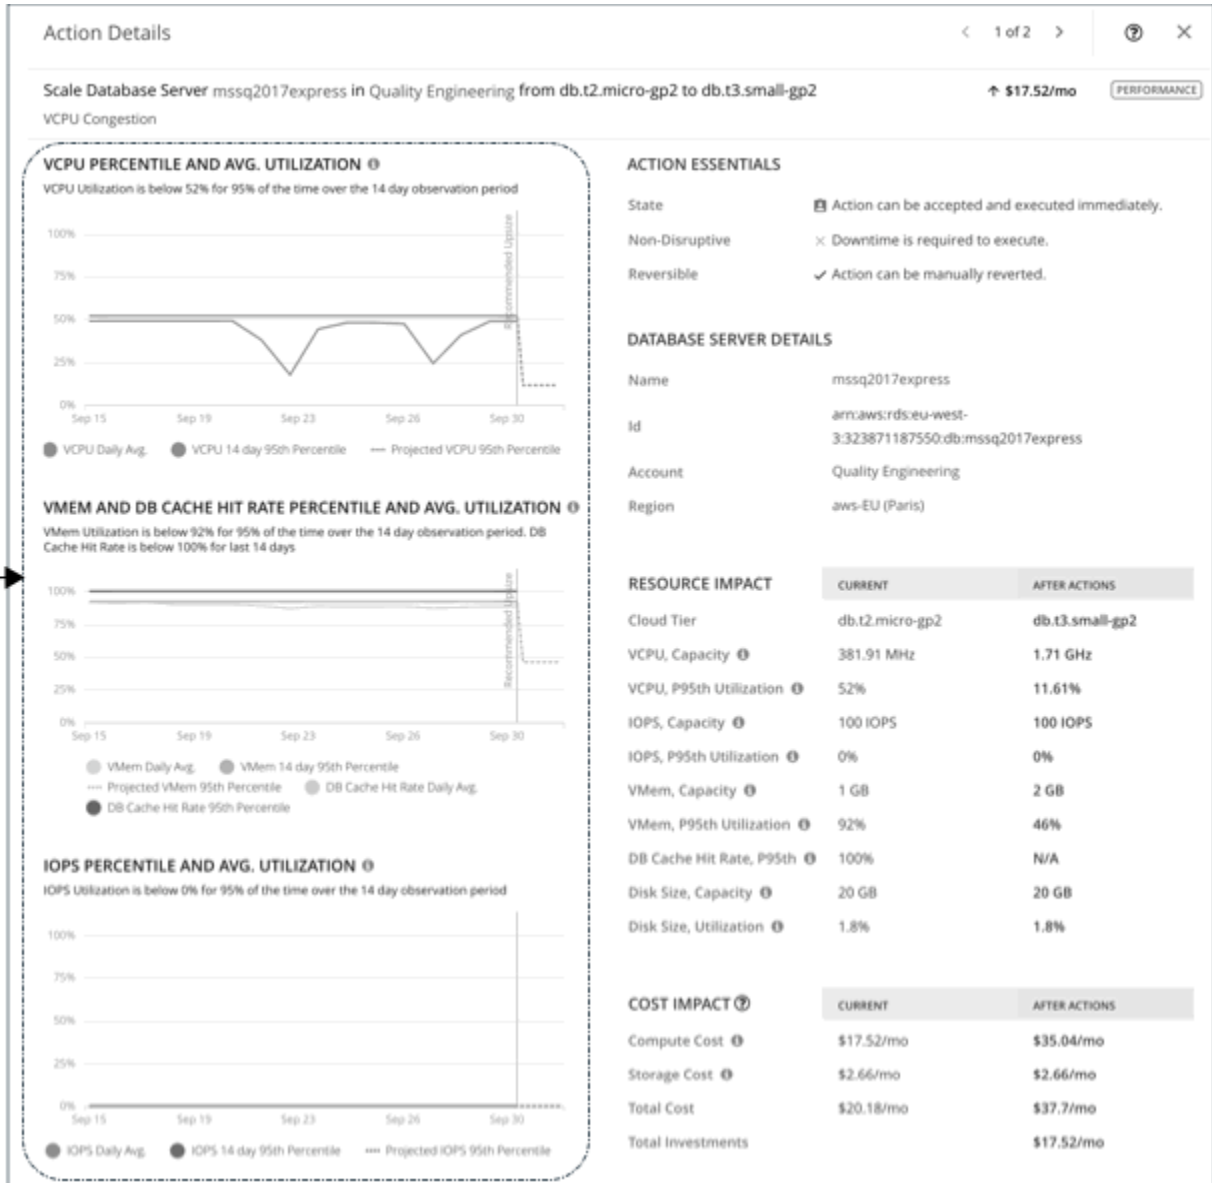 Action Details
1 of 2
Scale Database Server mssq2017express in Quality Engineering from db.t2.micro-gp2 to db.t3.small-gp2
↑ $17.52/mo
PERFORMANCE
VCPU Congestion
VCPU PERCENTILE AND AVG. UTILIZATION
VCPU Utilization is below 52% for 95% of the time over the 14 day observation period
100%
75%
50%
25%
0%
Recommended Upsize
Sep 15 Sep 19 Sep 23 Sep 26 Sep 30
VCPU Daily Avg. VCPU 14 day 95th Percentile Projected VCPU 95th Percentile
VMEM AND DB CACHE HIT RATE PERCENTILE AND AVG. UTILIZATION
VMem Utilization is below 92% for 95% of the time over the 14 day observation period. DB
Cache Hit Rate is below 100% for last 14 days
100%
75%
50%
25%
0%
Recommended Upsize
Sep 15 Sep 19 Sep 23 Sep 26 Sep 30
VMem Daily Avg. VMem 14 day 95th Percentile
Projected VMem 95th Percentile DB Cache Hit Rate Daily Avg.
DB Cache Hit Rate 95th Percentile
IOPS PERCENTILE AND AVG. UTILIZATION
IOPS Utilization is below 0% for 95% of the time over the 14 day observation period
100%
75%
50%
25%
0%
Sep 15 Sep 19 Sep 23 Sep 26 Sep 30
IOPS Daily Avg. IOPS 14 day 95th Percentile Projected IOPS 95th Percentile
ACTION ESSENTIALS
State Action can be accepted and executed immediately.
Non-Disruptive Downtime is required to execute.
Reversible Action can be manually reverted.
DATABASE SERVER DETAILS
Name mssq2017express
Id arn:aws:rds:eu-west-
3:323871187550:db:mssq2017express
Account Quality Engineering
Region aws-EU (Paris)
RESOURCE IMPACT CURRENT AFTER ACTIONS
Cloud Tier db.t2.micro-gp2 db.t3.small-gp2
VCPU, Capacity 381.91 MHz 1.71 GHz
VCPU, P95th Utilization 52% 11.61%
IOPS, Capacity 100 IOPS 100 IOPS
IOPS, P95th Utilization 0% 0%
VMem, Capacity 1 GB 2 GB
VMem, P95th Utilization 92% 46%
DB Cache Hit Rate, P95th 100% N/A
Disk Size, Capacity 20 GB 20 GB
Disk Size, Utilization 1.8% 1.8%
COST IMPACT CURRENT AFTER ACTIONS
Compute Cost $17.52/mo $35.04/mo
Storage Cost $2.66/mo $2.66/mo
Total Cost $20.18/mo $37.7/mo
Total Investments $17.52/mo